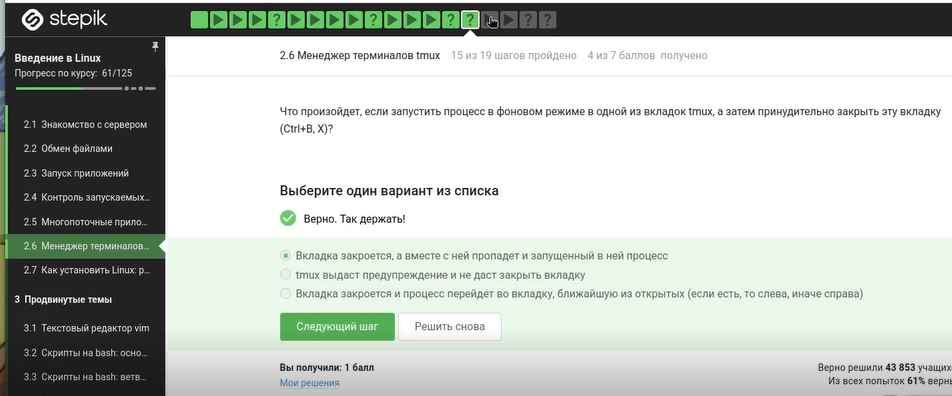 stepik
Введение в Linux
Прогресс по курсу: 61/125
2.1 Знакомство с сервером
2.2 Обмен файлами
2.3 Запуск приложений
2.4 Контроль запускаемых...
2.5 Многопоточные прило...
2.6 Менеджер терминалов...
2.7 Как установить Linux: р...
3 Продвинутые темы
3.1 Текстовый редактор vim
3.2 Скрипты на bash: осно...
3.3 Скрипты на bash: ветв...
2.6 Менеджер терминалов tmux 15 из 19 шагов пройдено 4 из 7 баллов получено
Что произойдет, если запустить процесс в фоновом режиме в одной из вкладок tmux, а затем принудительно закрыть эту вкладку
(Ctrl+B, X)?
Выберите один вариант из списка
Верно. Так держать!
Вкладка закроется, а вместе с ней пропадет и запущенный в ней процесс
tmux выдаст предупреждение и не даст закрыть вкладку
Вкладка закроется и процесс перейдет во вкладку, ближайшую из открытых (если есть, то слева, иначе справа)
Следующий шаг Решить снова
Вы получили: 1 балл
Мои решения
Верно решили 43 853 учащих
Из всех попыток 61% верн